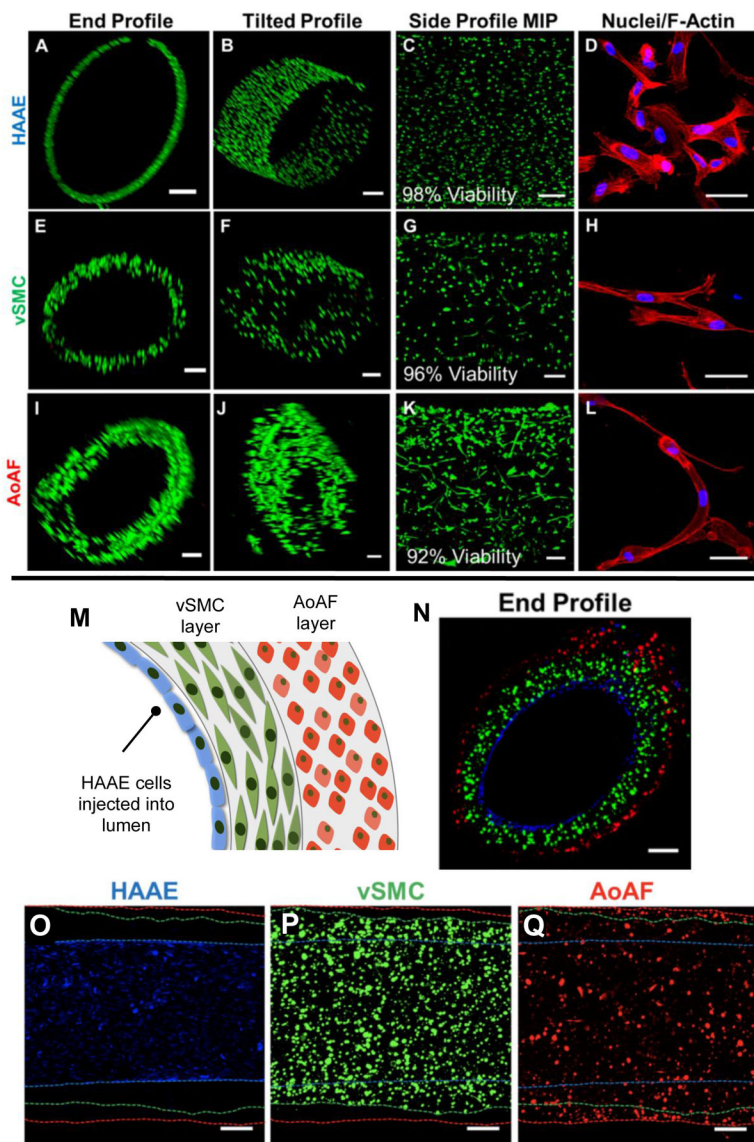 End Profile Tilted Profile Side Profile MIP Nuclei/F-Actin
HAAE
A B C D
98% Viability
vSMC
E F G H
96% Viability
AoAF
I J K L
92% Viability
M
vSMC
layer
AoAF
layer
HAAE cells
injected into
lumen
N
End Profile
HAAE vSMC AoAF
O P Q